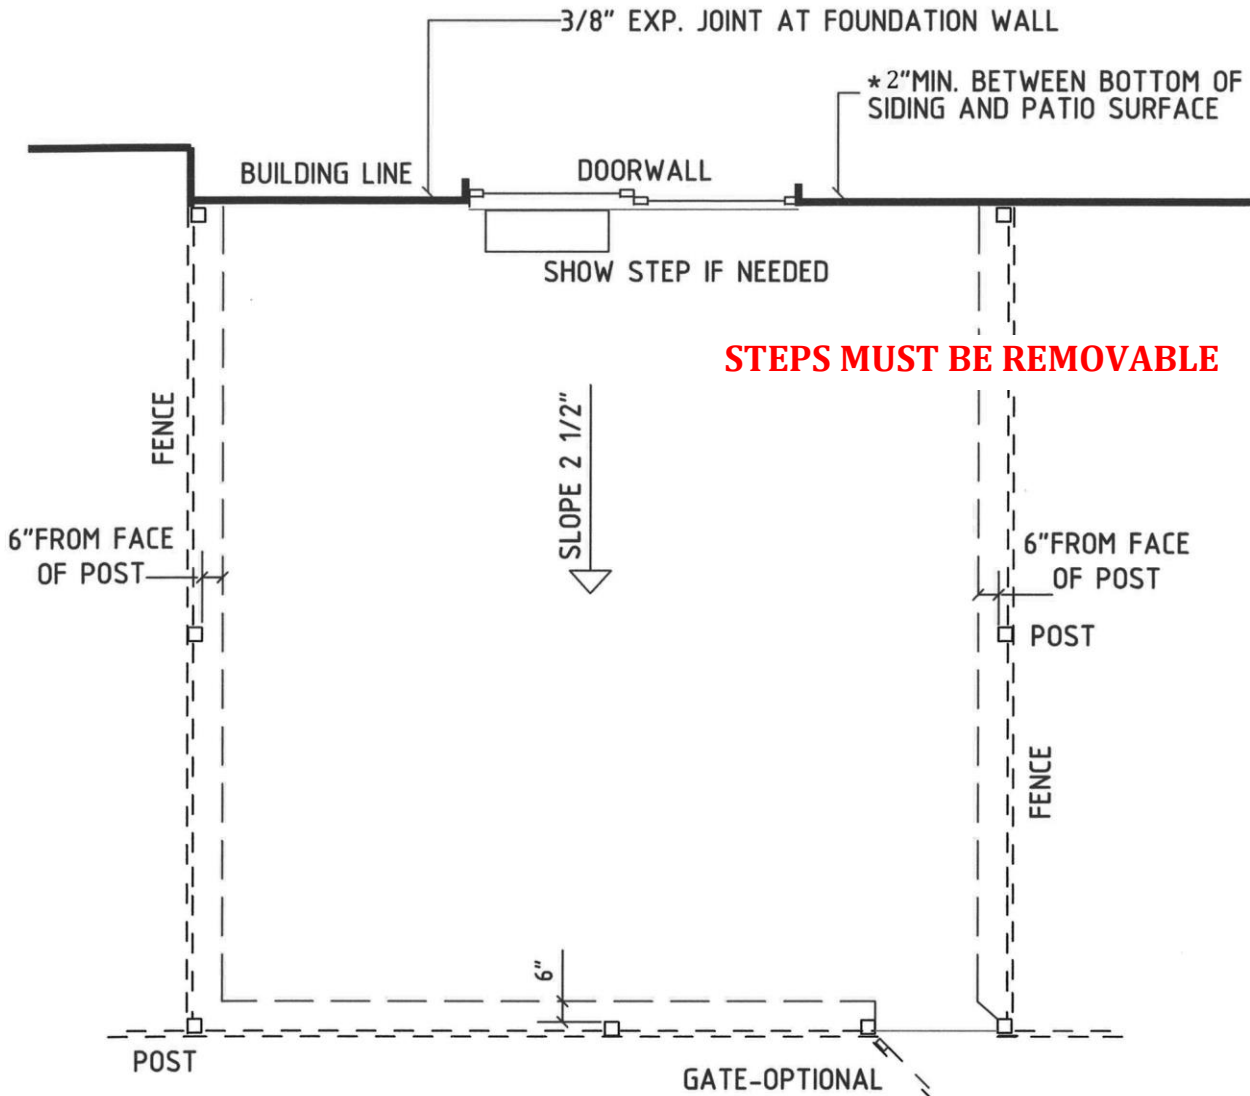 3/8" EXP. JOINT AT FOUNDATION WALL
*2"MIN. BETWEEN BOTTOM OF
SIDING AND PATIO SURFACE
BUILDING LINE
DOORWALL
SHOW STEP IF NEEDED
STEPS MUST BE REMOVABLE
FENCE
SLOPE 2 1/2"
6"FROM FACE
OF POST
6"FROM FACE
OF POST
POST
FENCE
6"
POST
GATE-OPTIONAL